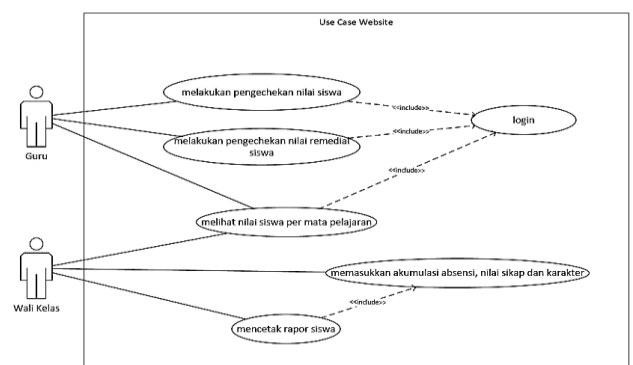 Use Case Website
melakukan pengechekan nilai siswa
<<include>>
login
Guru
melakukan pengechekan nilai remedial
siswa
<<include>>
<<include>>
melihat nilai siswa per mata pelajaran
memasukkan akumulasi absensi, nilai sikap dan karakter
Wali Kelas
<<include>>
mencetak rapor siswa